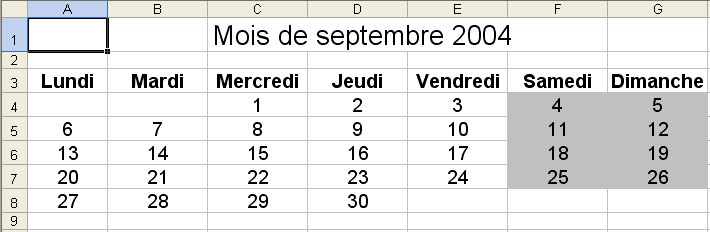 A B C D E F G
1 Mois de septembre 2004
2
3 Lundi Mardi Mercredi Jeudi Vendredi Samedi Dimanche
4 1 2 3 4 5
5 6 7 8 9 10 11 12
6 13 14 15 16 17 18 19
7 20 21 22 23 24 25 26
8 27 28 29 30
9